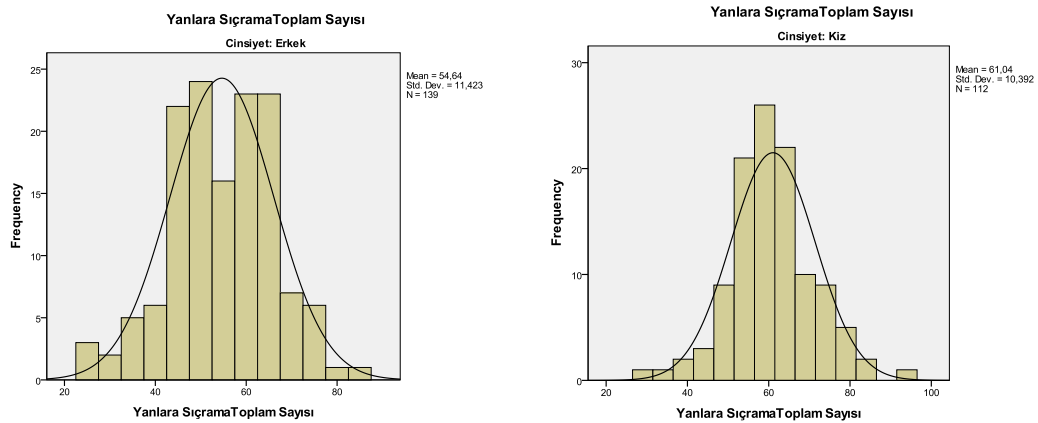 Yanlara SıçramaToplam Sayısı
Cinsiyet: Erkek
Mean = 54,64
Std. Dev. = 11,423
N = 139
Frequency
25
20
15
10
5
0
20
40
60
80
Yanlara SıçramaToplam Sayısı
Yanlara SıçramaToplam Sayısı
Cinsiyet: Kiz
Mean = 61,04
Std. Dev. = 10,392
N = 112
Frequency
30
20
10
0
20
40
60
80
100
Yanlara SıçramaToplam Sayısı